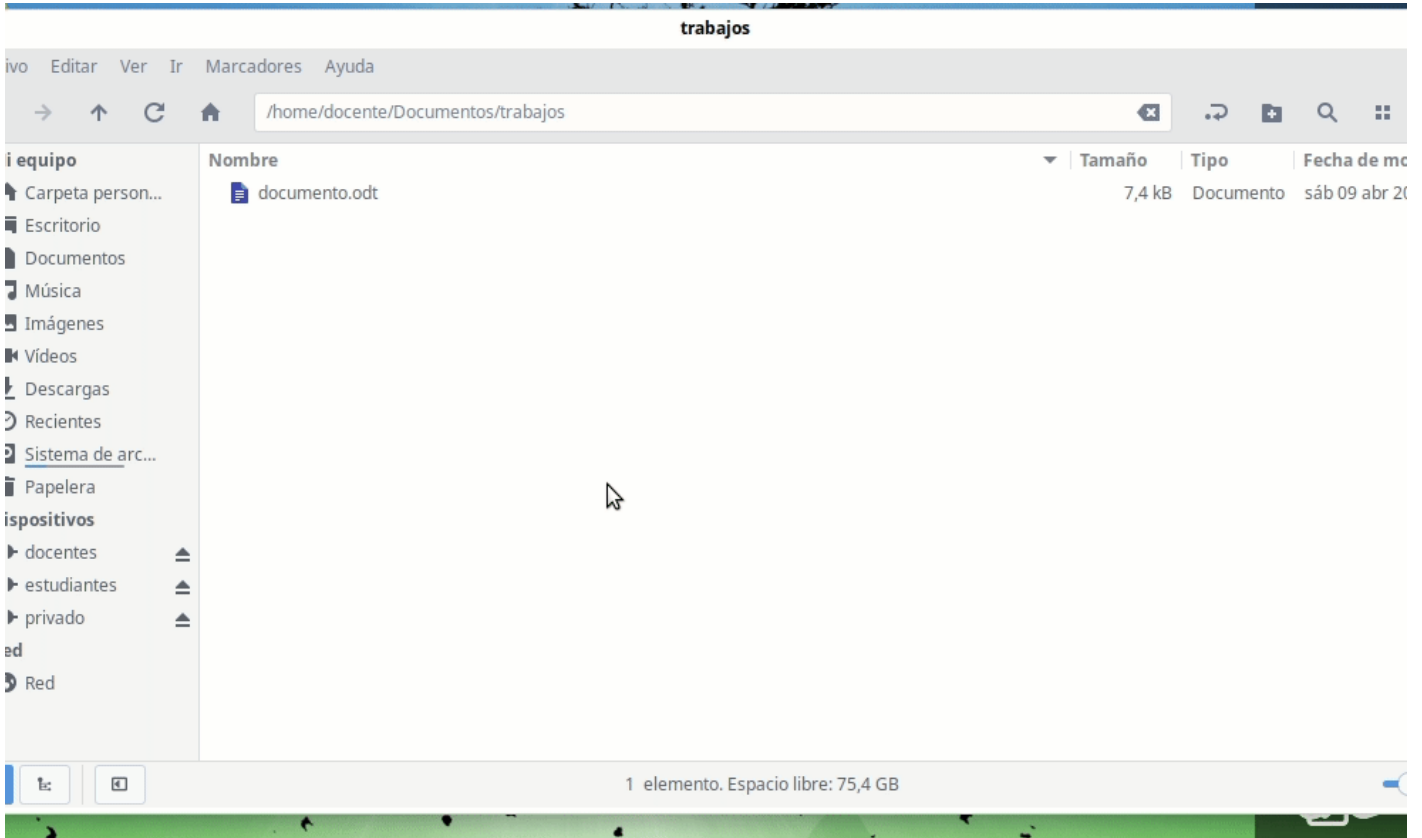 trabajos
ivo Editar Ver Ir Marcadores Ayuda
/home/docente/Documentos/trabajos
i equipo
Carpeta person...
Escritorio
Documentos
Música
Imágenes
Vídeos
Descargas
Recientes
Sistema de arc...
Papelera
ispositivos
docentes
estudiantes
privado
ed
Red
Nombre Tamaño Tipo Fecha de mo
documento.odt 7,4 kB Documento sáb 09 abr 20
1 elemento. Espacio libre: 75,4 GB